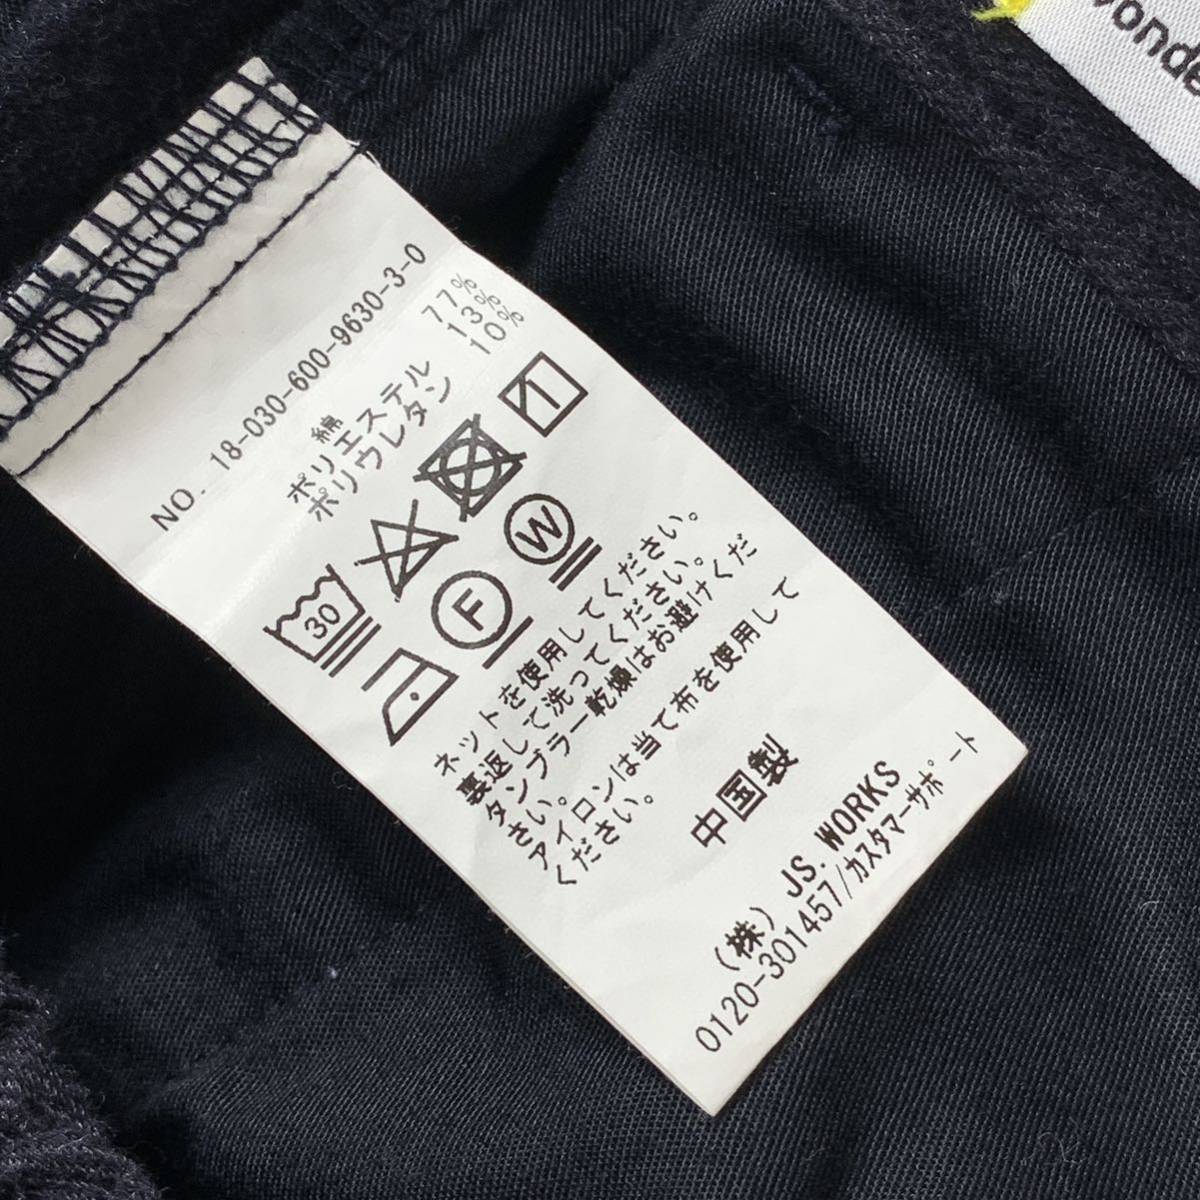 NO. 18-030-600-9630-3-0
綿 77%
ポリエステル 13%
ポリウレタン 10%
30
F
W
ネットを使用してください。
裏返して洗ってください。
タンブラー乾燥はお避けくだ
さい。
アイロンは当て布を使用して
ください。
中国製
(株) JS. WORKS
0120-301457//カスタマーサポート